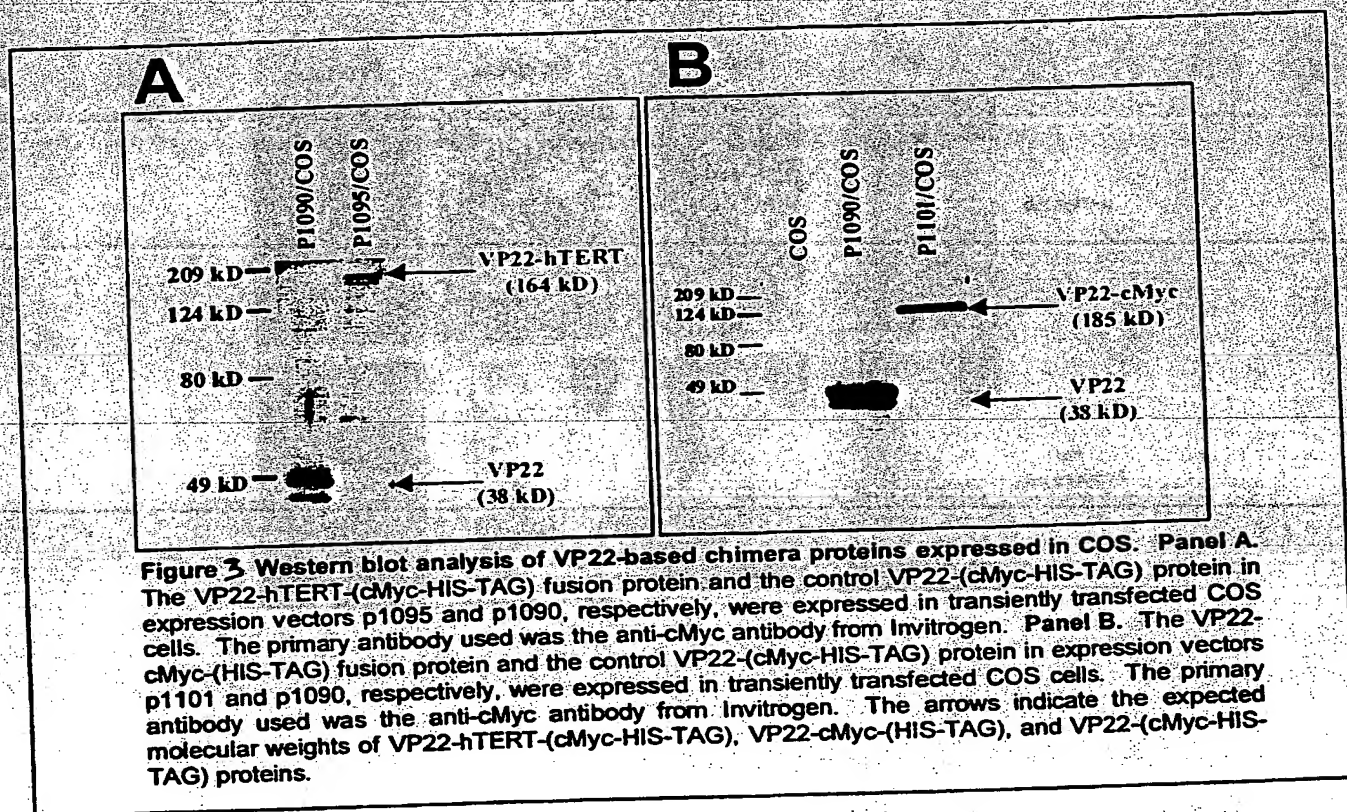 A
B
P1090/COS
P1095/COS
209 kD
124 kD
80 kD
49 kD
VP22-hTERT
(164 kD)
VP22
(38 kD)
COS
P1090/COS
P1101/COS
209 kD
124 kD
80 kD
49 kD
VP22-cMyc
(185 kD)
VP22
(38 kD)
Figure 3 Western blot analysis of VP22-based chimera proteins expressed in COS. Panel A.
The VP22-hTERT-(cMyc-HIS-TAG) fusion protein and the control VP22-(cMyc-HIS-TAG) protein in
expression vectors p1095 and p1090, respectively, were expressed in transiently transfected COS
cells. The primary antibody used was the anti-cMyc antibody from Invitrogen. Panel B. The VP22-
cMyc-(HIS-TAG) fusion protein and the control VP22-(cMyc-HIS-TAG) protein in expression vectors
p1101 and p1090, respectively, were expressed in transiently transfected COS cells. The primary
antibody used was the anti-cMyc antibody from Invitrogen. The arrows indicate the expected
molecular weights of VP22-hTERT-(cMyc-HIS-TAG), VP22-cMyc-(HIS-TAG), and VP22-(cMyc-HIS-
TAG) proteins.